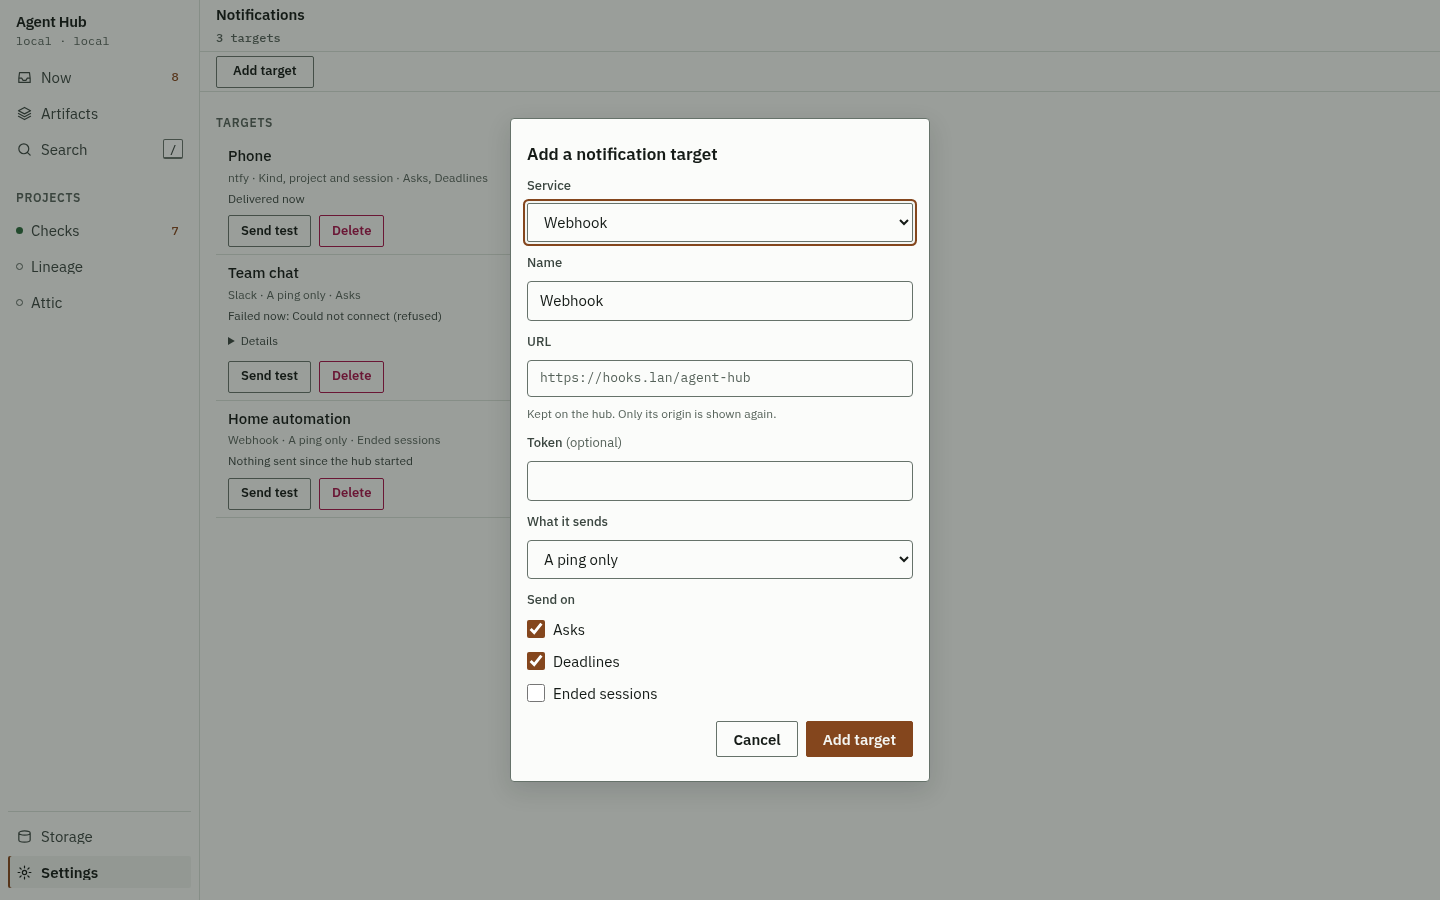 Agent Hub
local · local
Now 8
Artifacts
Search /
PROJECTS
Checks 7
Lineage
Attic
Storage
Settings
Notifications
3 targets
Add target
TARGETS
Phone
ntfy · Kind, project and session · Asks, Deadlines
Delivered now
Send test Delete
Team chat
Slack · A ping only · Asks
Failed now: Could not connect (refused)
Details
Send test Delete
Home automation
Webhook · A ping only · Ended sessions
Nothing sent since the hub started
Send test Delete
Add a notification target
Service
Webhook
Name
Webhook
URL
https://hooks.lan/agent-hub
Kept on the hub. Only its origin is shown again.
Token (optional)
What it sends
A ping only
Send on
Asks
Deadlines
Ended sessions
Cancel Add target